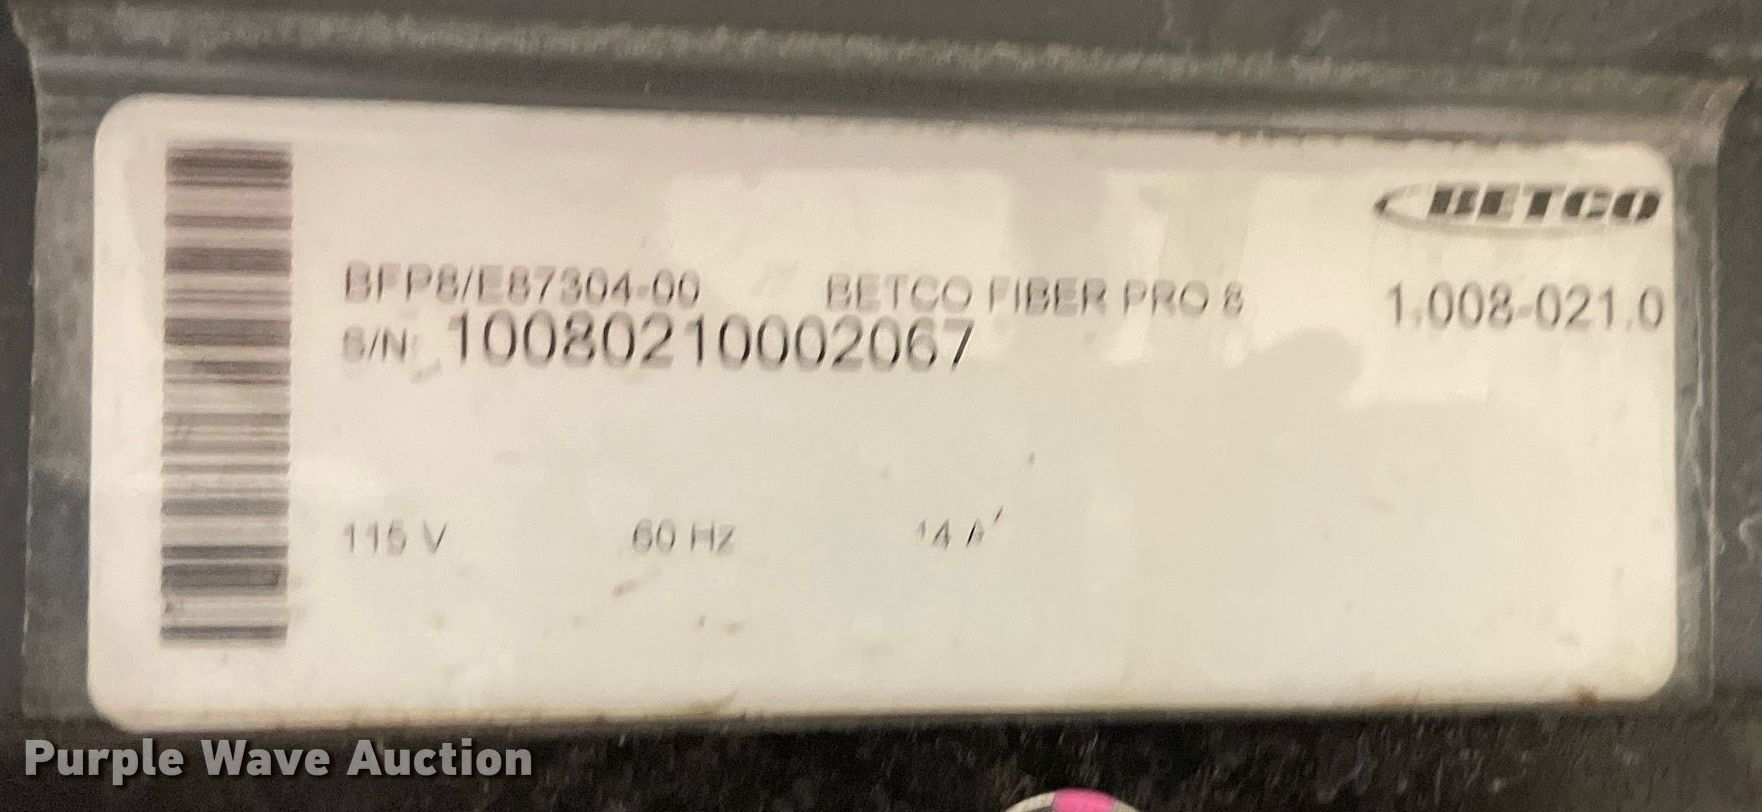 BETCO
BFP8/E87304-00 BETCO FIBER PRO 8 1.008-021.0
S/N: 10080210002067
115 V 60 Hz 14 A
Purple Wave Auction